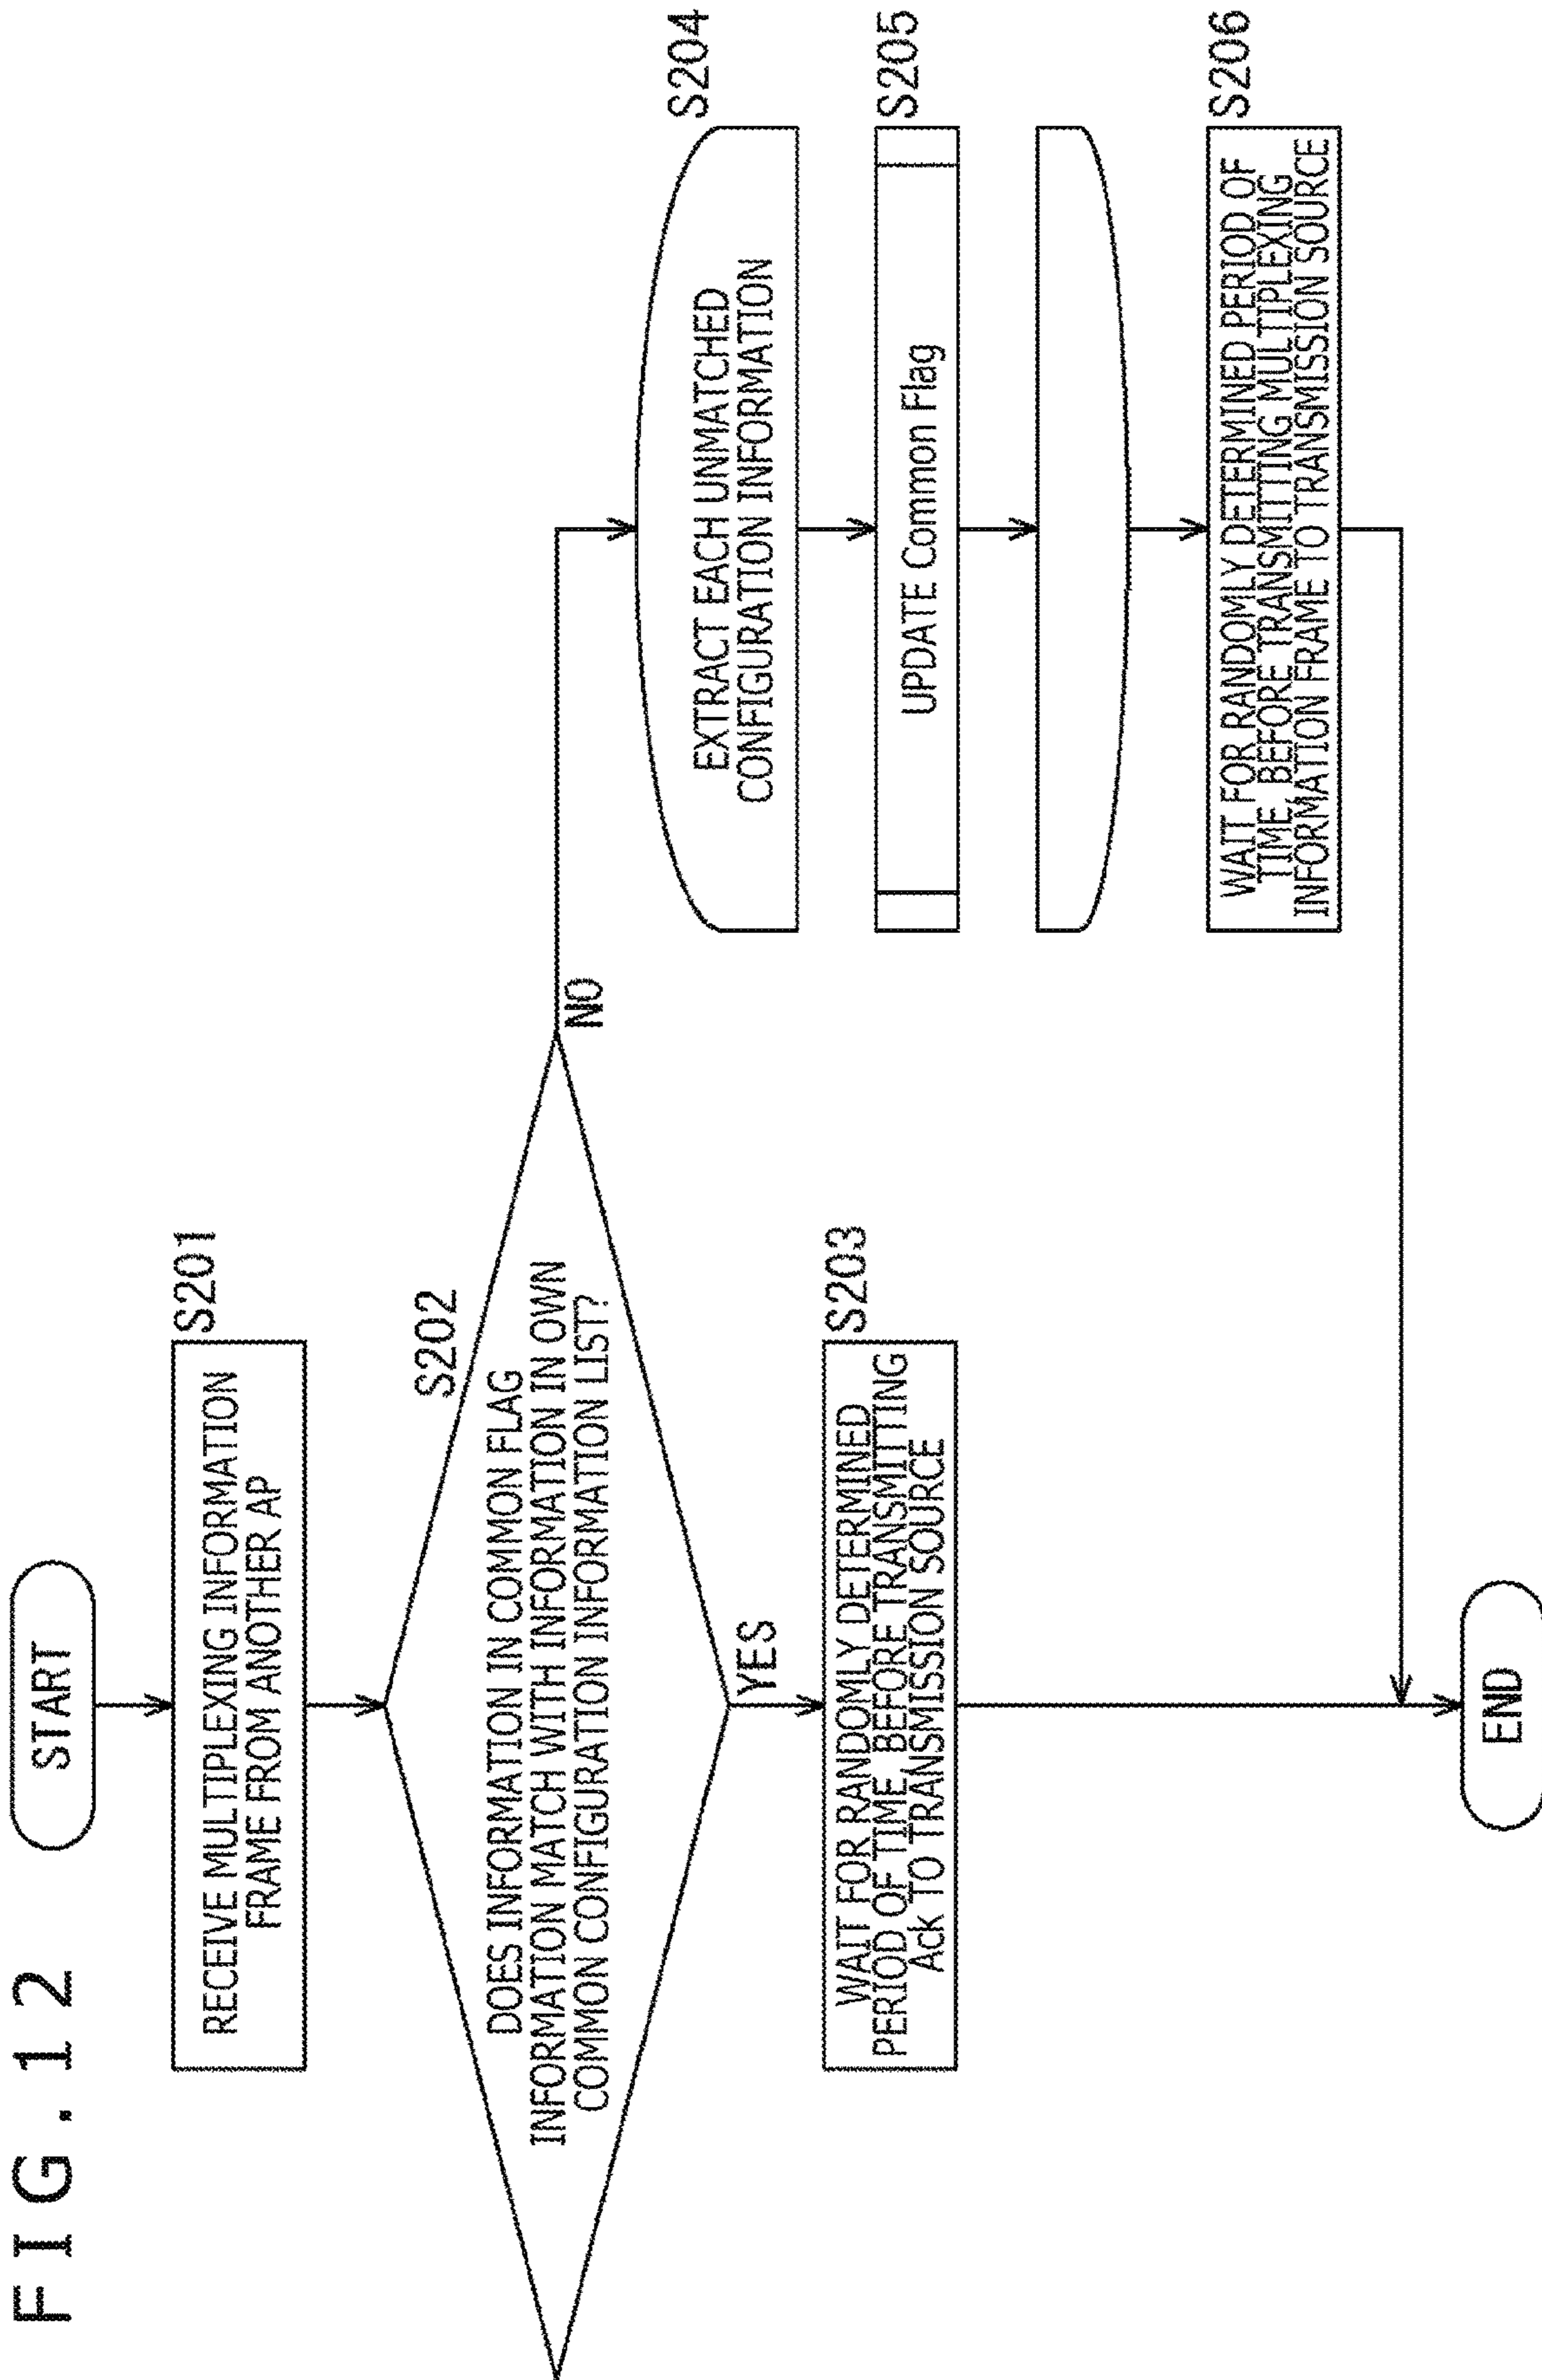 FIG.12
START
RECEIVE MULTIPLEXING INFORMATION
FRAME FROM ANOTHER AP
S201
S202
DOES INFORMATION IN COMMON FLAG
INFORMATION MATCH WITH INFORMATION IN OWN
COMMON CONFIGURATION INFORMATION LIST?
NO
YES
WAIT FOR RANDOMLY DETERMINED
PERIOD OF TIME, BEFORE TRANSMITTING
Ack TO TRANSMISSION SOURCE
S203
EXTRACT EACH UNMATCHED
CONFIGURATION INFORMATION
S204
UPDATE Common Flag
S205
WAIT FOR RANDOMLY DETERMINED PERIOD OF
TIME, BEFORE TRANSMITTING MULTIPLEXING
INFORMATION FRAME TO TRANSMISSION SOURCE
S206
END